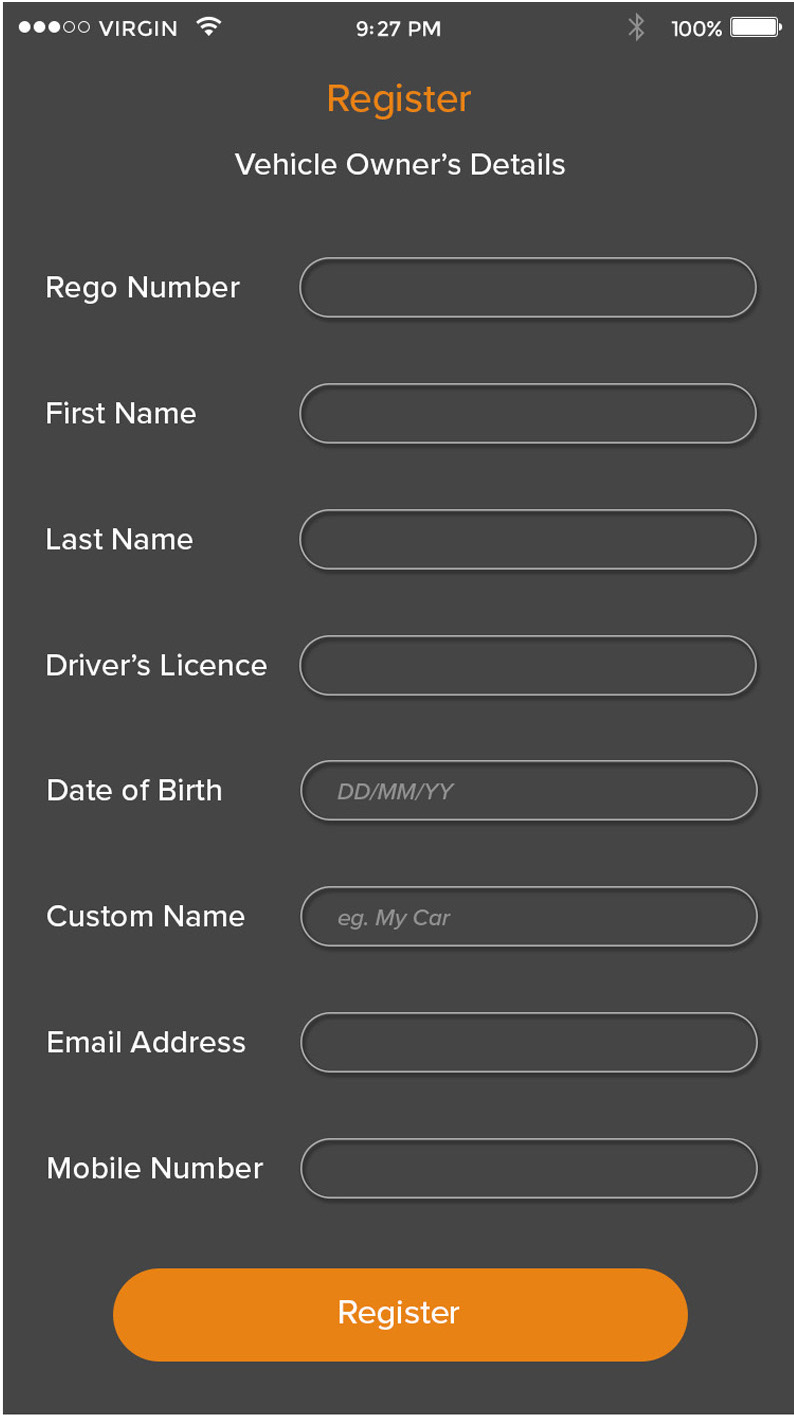 VIRGIN 9:27 PM 100%
Register
Vehicle Owner’s Details
Rego Number
First Name
Last Name
Driver’s Licence
Date of Birth DD/MM/YY
Custom Name eg. My Car
Email Address
Mobile Number
Register